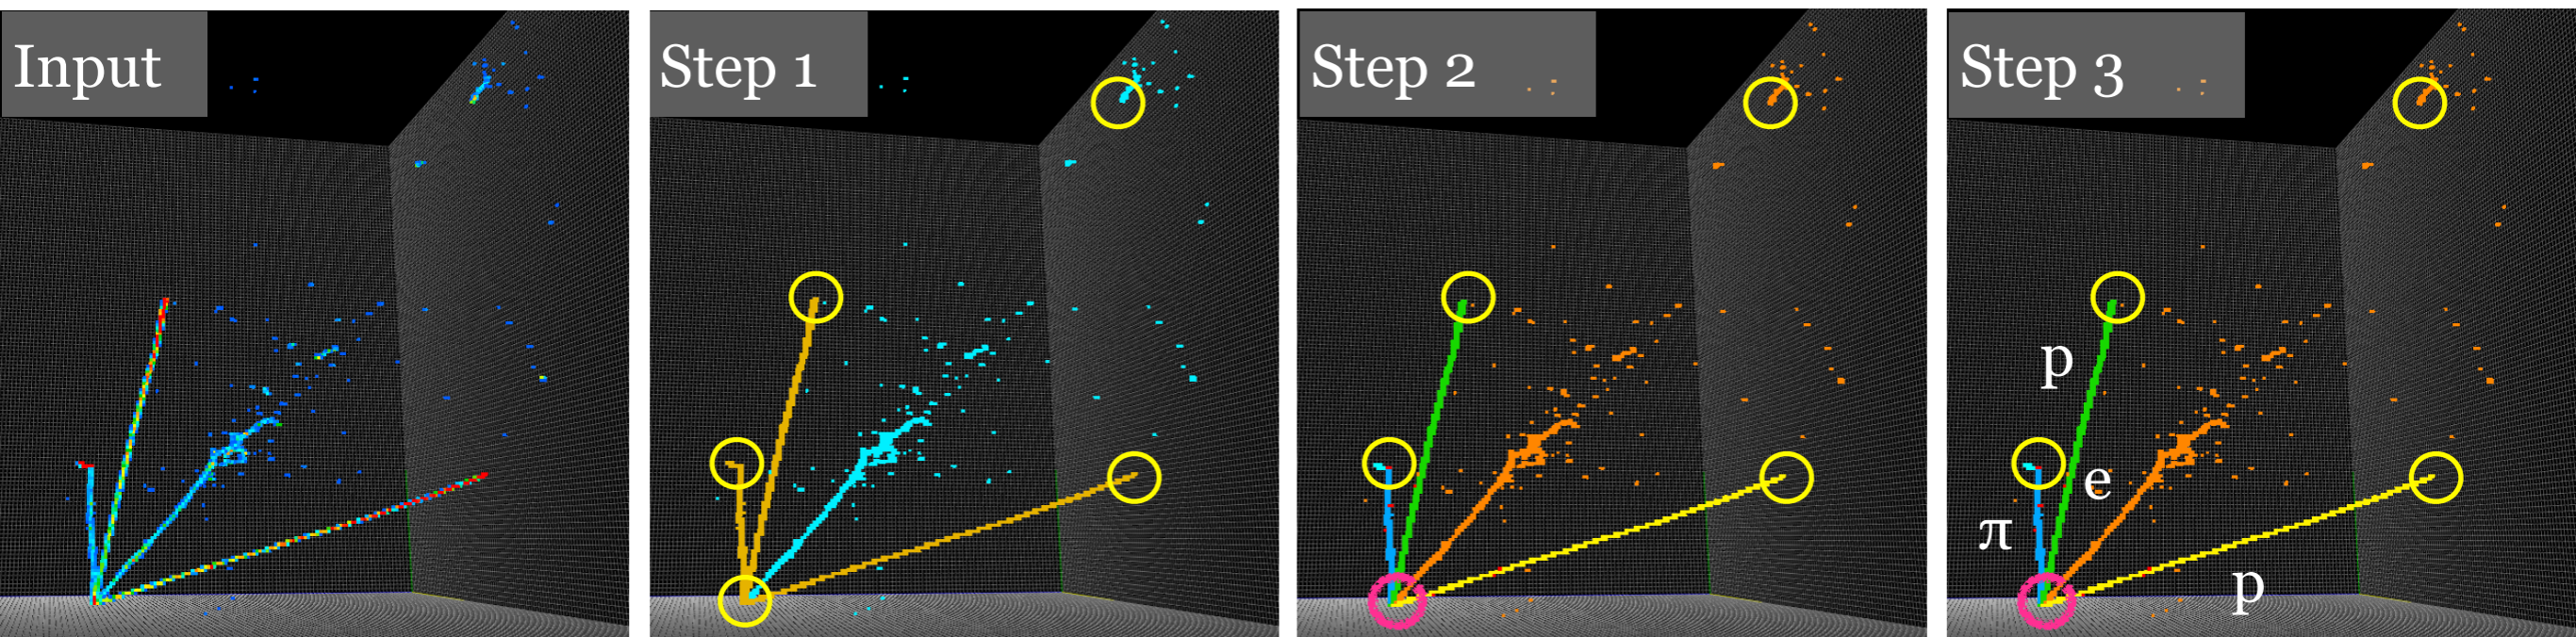 Input
Step 1
Step 2
Step 3
p
e
π
p